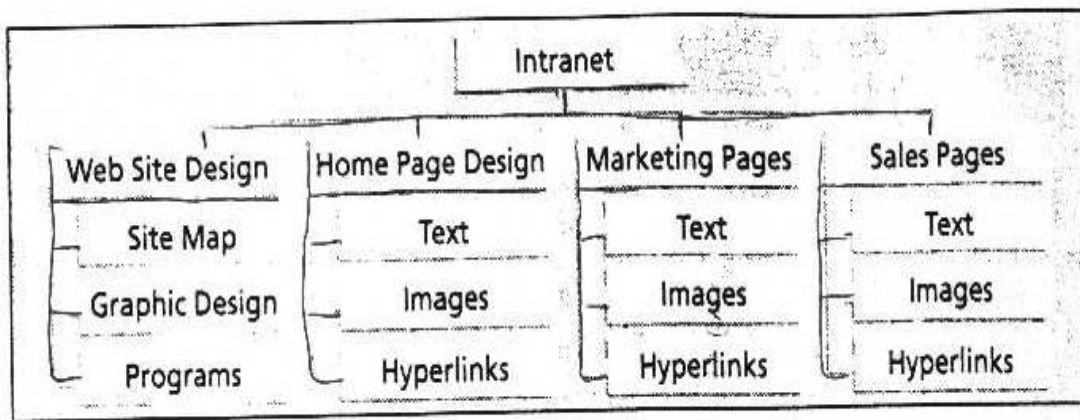 Intranet
Web Site Design
Home Page Design
Marketing Pages
Sales Pages
Site Map
Text
Text
Text
Graphic Design
Images
Images
Images
Programs
Hyperlinks
Hyperlinks
Hyperlinks